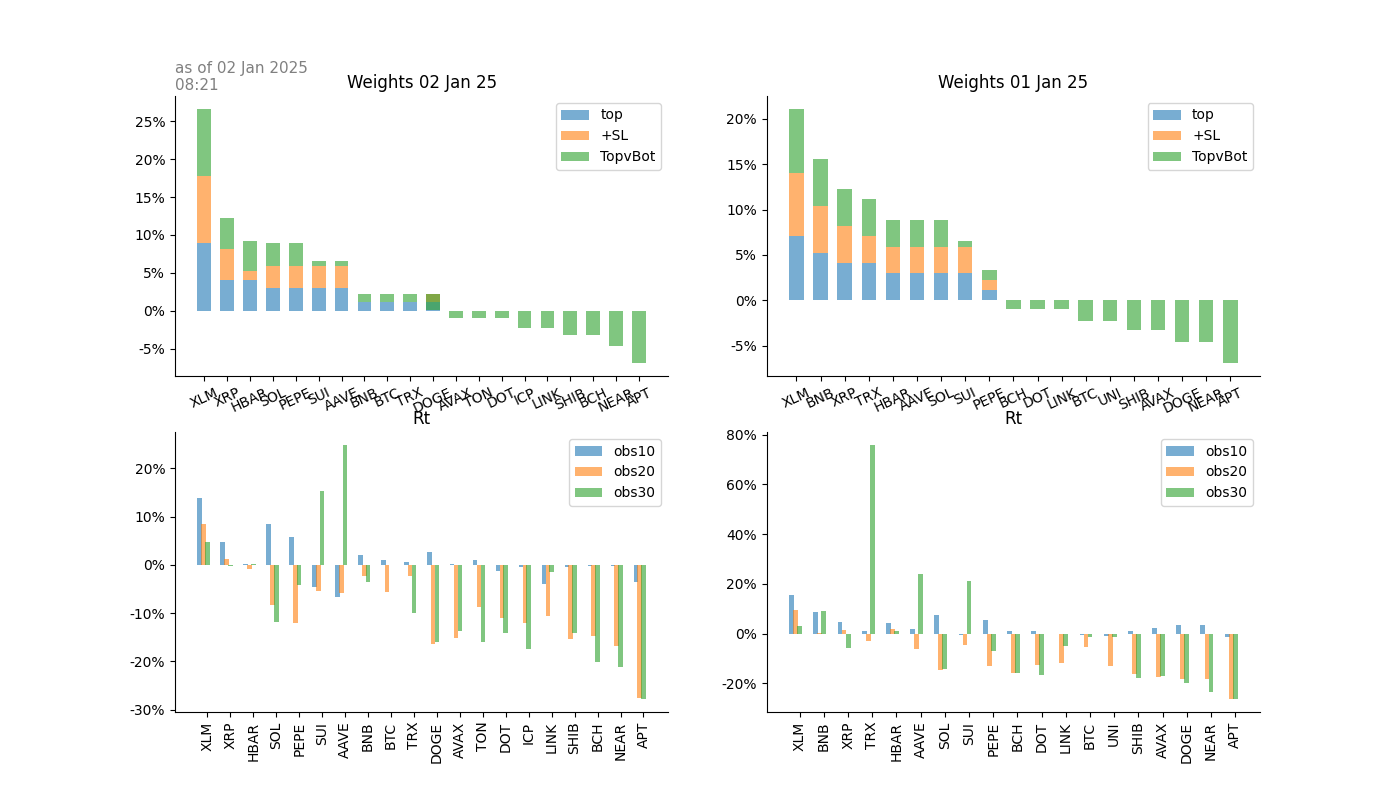 as of 02 Jan 2025
08:21
Weights 02 Jan 25
25%
20%
15%
10%
5%
0%
-5%
top
+SL
TopvBot
XLM XRP HBAR SOL PEPE SUI AAVE BNB BTC TRX DOGE AVAX TON DOT ICP LINK SHIB BCH NEAR APT
Weights 01 Jan 25
20%
15%
10%
5%
0%
-5%
top
+SL
TopvBot
XLM BNB XRP TRX HBAR AAVE SOL SUI PEPE BCH DOT LINK BTC UNI SHIB AVAX DOGE NEAR APT
Rt
20%
10%
0%
-10%
-20%
-30%
obs10
obs20
obs30
XLM XRP HBAR SOL PEPE SUI AAVE BNB BTC TRX DOGE AVAX TON DOT ICP LINK SHIB BCH NEAR APT
Rt
80%
60%
40%
20%
0%
-20%
obs10
obs20
obs30
XLM BNB XRP TRX HBAR AAVE SOL SUI PEPE BCH DOT LINK BTC UNI SHIB AVAX DOGE NEAR APT